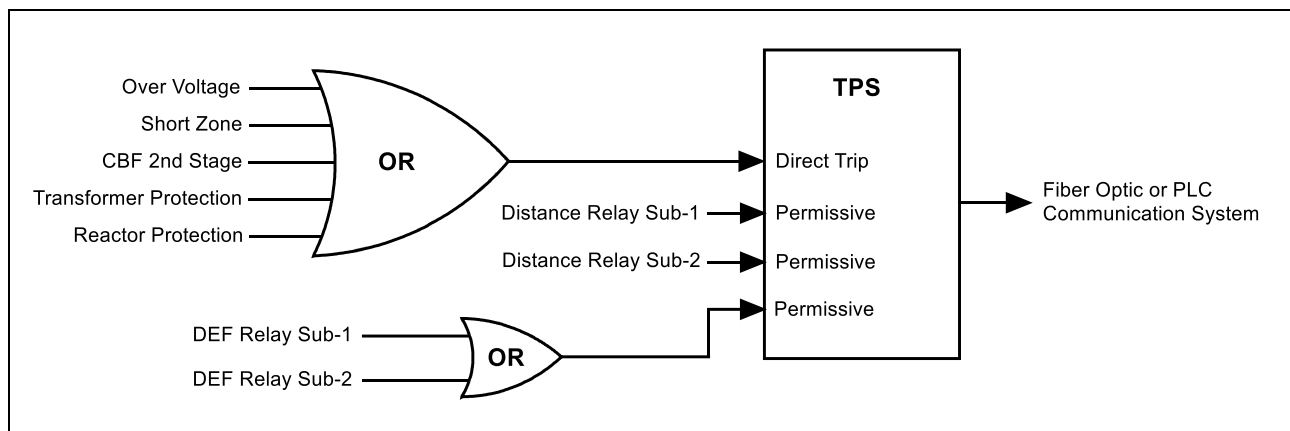 Over Voltage
Short Zone
CBF 2nd Stage
Transformer Protection
Reactor Protection
OR
TPS
Direct Trip
Distance Relay Sub-1
Permissive
Distance Relay Sub-2
Permissive
Permissive
Fiber Optic or PLC
Communication System
DEF Relay Sub-1
DEF Relay Sub-2
OR